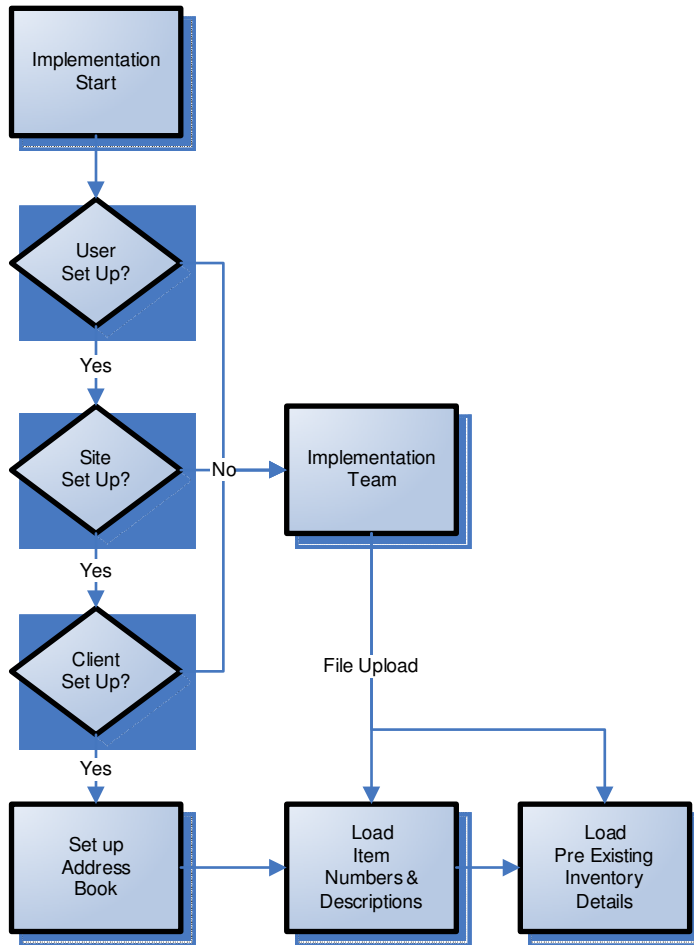 Implementation
Start
User
Set Up?
Yes
Site
Set Up?
No
Implementation
Team
Yes
Client
Set Up?
File Upload
Yes
Set up
Address
Book
Load
Item
Numbers &
Descriptions
Load
Pre Existing
Inventory
Details